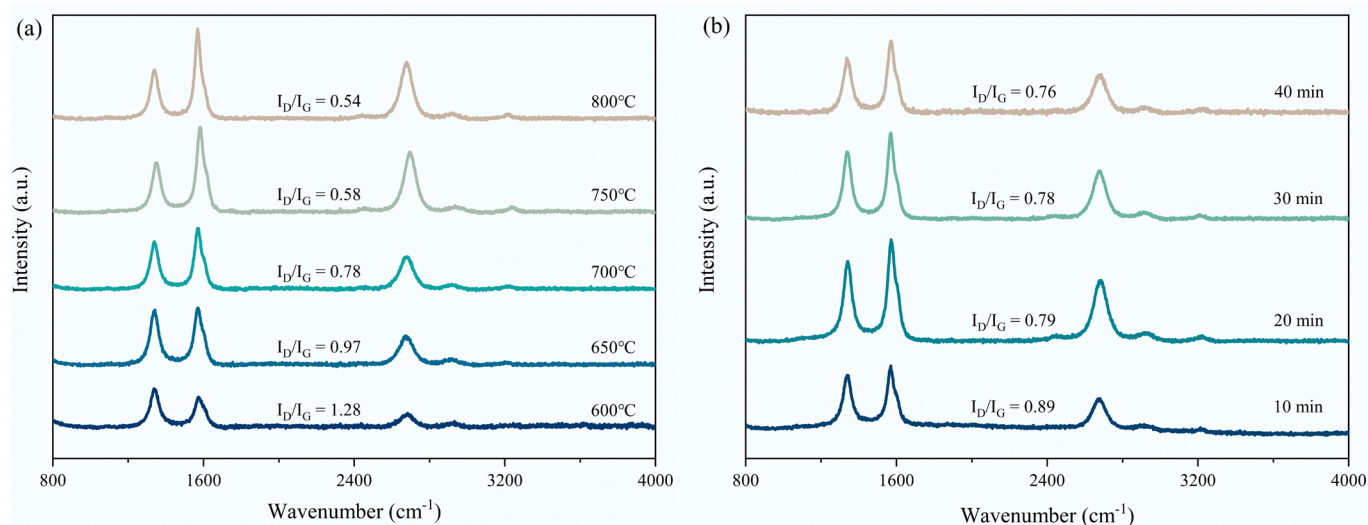 (a)
I_D/I_G = 0.54
800℃
I_D/I_G = 0.58
750℃
I_D/I_G = 0.78
700℃
I_D/I_G = 0.97
650℃
I_D/I_G = 1.28
600℃
Intensity (a.u.)
800
1600
2400
3200
4000
Wavenumber (cm⁻¹)
(b)
I_D/I_G = 0.76
40 min
I_D/I_G = 0.78
30 min
I_D/I_G = 0.79
20 min
I_D/I_G = 0.89
10 min
Intensity (a.u.)
800
1600
2400
3200
4000
Wavenumber (cm⁻¹)